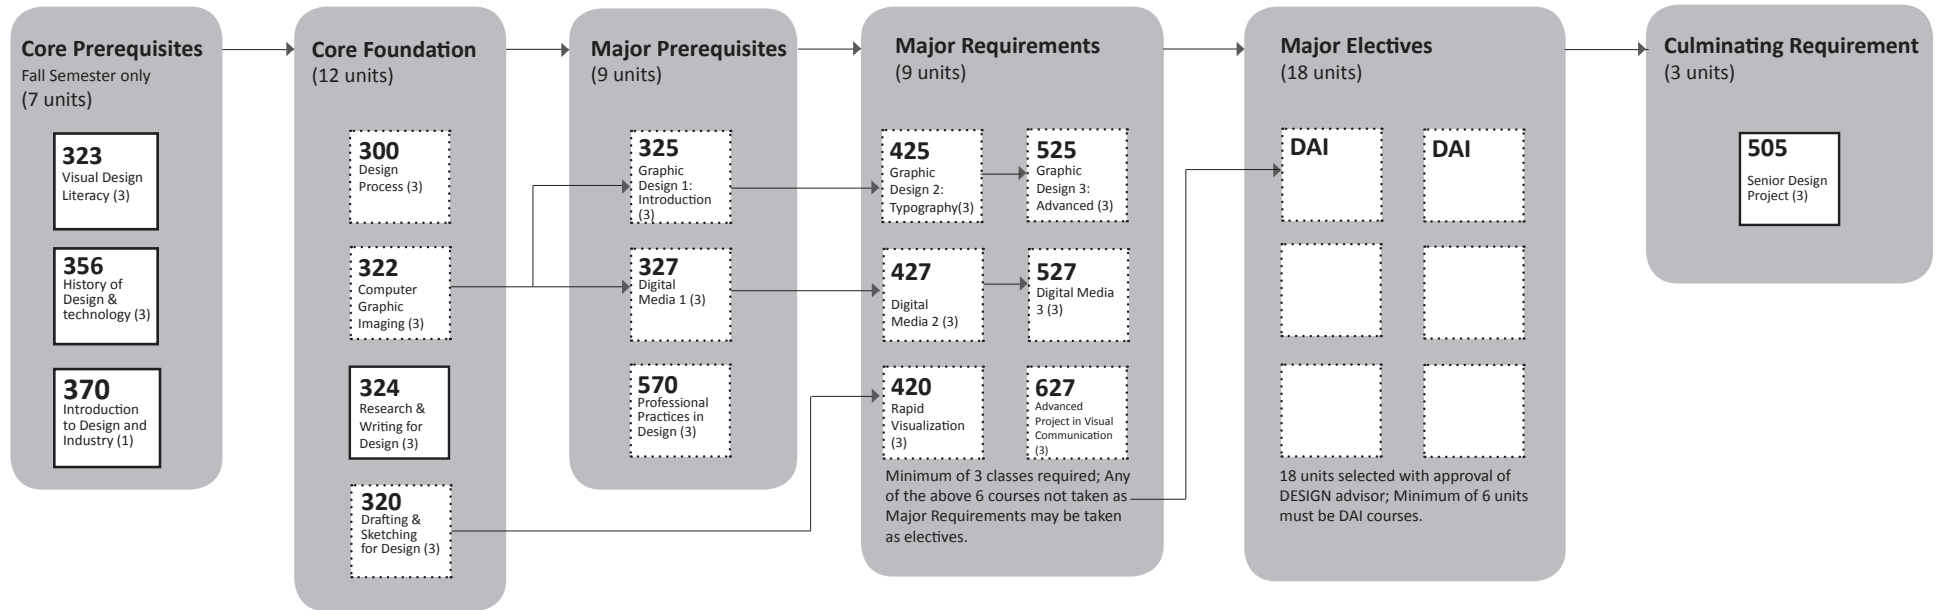 Core Prerequisites
Fall Semester only
(7 units)
323
Visual Design
Literacy (3)
356
History of
Design &
technology (3)
370
Introduction
to Design and
Industry (1)
Core Foundation
(12 units)
300
Design
Process (3)
322
Computer
Graphic
Imaging (3)
324
Research &
Writing for
Design (3)
320
Drafting &
Sketching
for Design (3)
Major Prerequisites
(9 units)
325
Graphic
Design 1:
Introduction
(3)
327
Digital
Media 1 (3)
570
Professional
Practices in
Design (3)
Major Requirements
(9 units)
425
Graphic
Design 2:
Typography(3)
525
Graphic
Design 3:
Advanced (3)
427
Digital
Media 2 (3)
527
Digital Media
3 (3)
420
Rapid
Visualization
(3)
627
Advanced
Project in Visual
Communication
(3)
Minimum of 3 classes required; Any
of the above 6 courses not taken as
Major Requirements may be taken
as electives.
Major Electives
(18 units)
DAI
DAI
18 units selected with approval of
DESIGN advisor; Minimum of 6 units
must be DAI courses.
Culminating Requirement
(3 units)
505
Senior Design
Project (3)